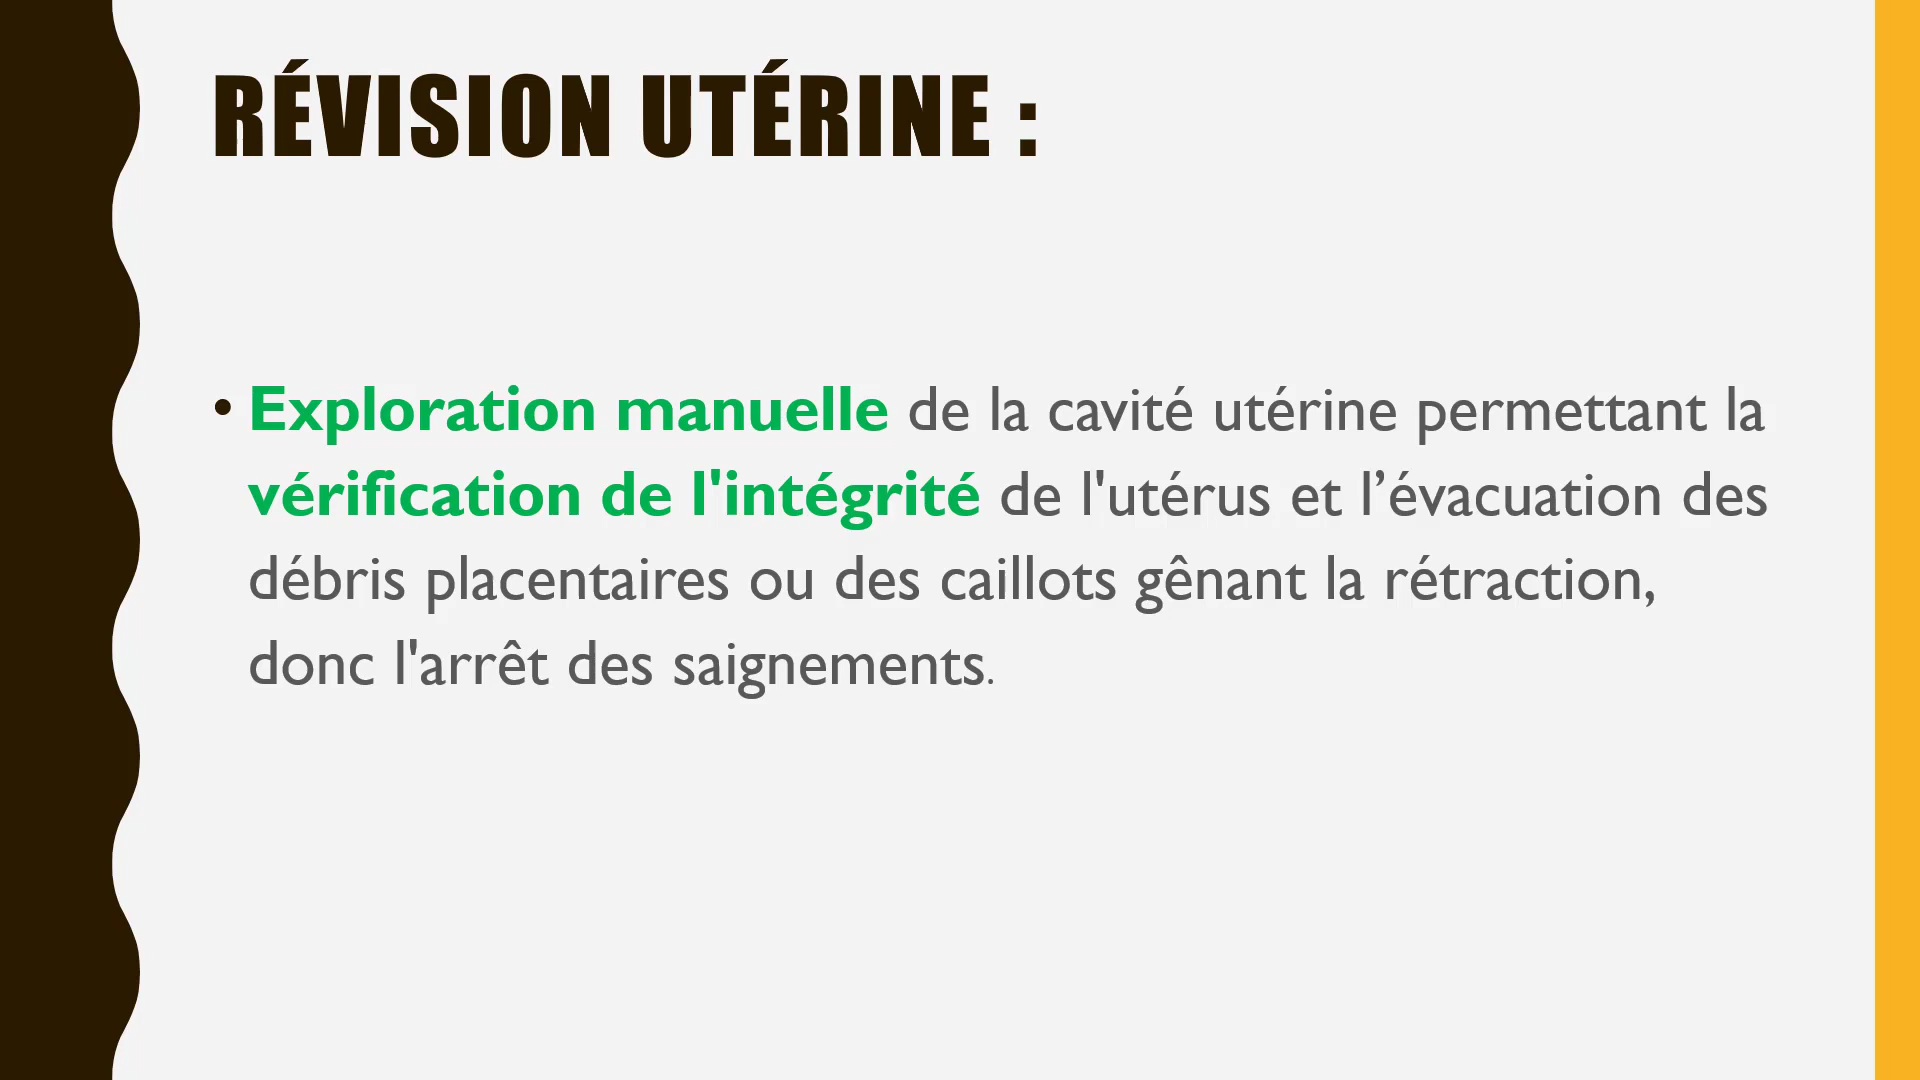 RÉVISION UTÉRINE :
• Exploration manuelle de la cavité utérine permettant la
vérification de l'intégrité de l'utérus et l’évacuation des
débris placentaires ou des caillots gênant la rétraction,
donc l'arrêt des saignements.